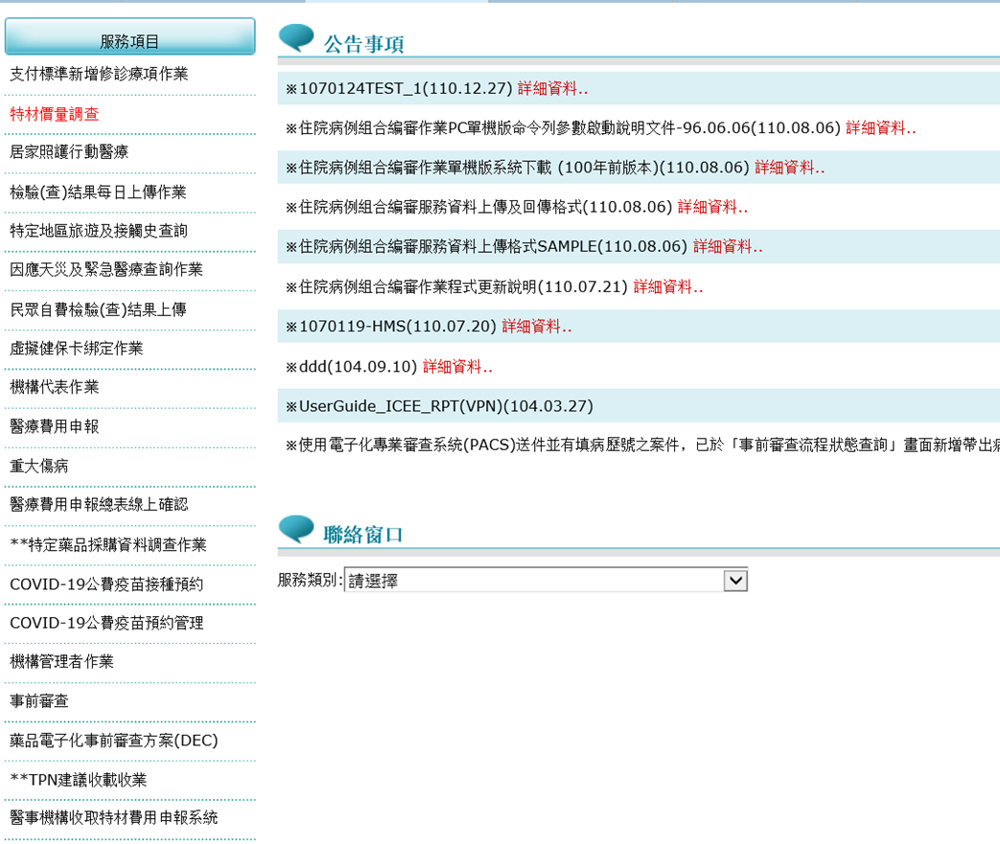 服務項目
支付標準新增修診療項作業
特材價量調查
居家照護行動醫療
檢驗(查)結果每日上傳作業
特定地區旅遊及接觸史查詢
因應天災及緊急醫療查詢作業
民眾自費檢驗(查)結果上傳
虛擬健保卡綁定作業
機構代表作業
醫療費用申報
重大傷病
醫療費用申報總表線上確認
**特定藥品採購資料調查作業
COVID-19公費疫苗接種預約
COVID-19公費疫苗預約管理
機構管理者作業
事前審查
藥品電子化事前審查方案(DEC)
**TPN建議收載收業
醫事機構收取特材費用申報系統
公告事項
※1070124TEST_1(110.12.27) 詳細資料..
※住院病例組合編審作業PC單機版命令列參數啟動說明文件-96.06.06(110.08.06) 詳細資料..
※住院病例組合編審作業單機版系統下載 (100年前版本)(110.08.06) 詳細資料..
※住院病例組合編審服務資料上傳及回傳格式(110.08.06) 詳細資料..
※住院病例組合編審服務資料上傳格式SAMPLE(110.08.06) 詳細資料..
※住院病例組合編審作業程式更新說明(110.07.21) 詳細資料..
※1070119-HMS(110.07.20) 詳細資料..
※ddd(104.09.10) 詳細資料..
※UserGuide_ICEE_RPT(VPN)(104.03.27)
※使用電子化專業審查系統(PACS)送件並有填病歷號之案件，已於「事前審查流程狀態查詢」畫面新增帶出
聯絡窗口
服務類別: 請選擇